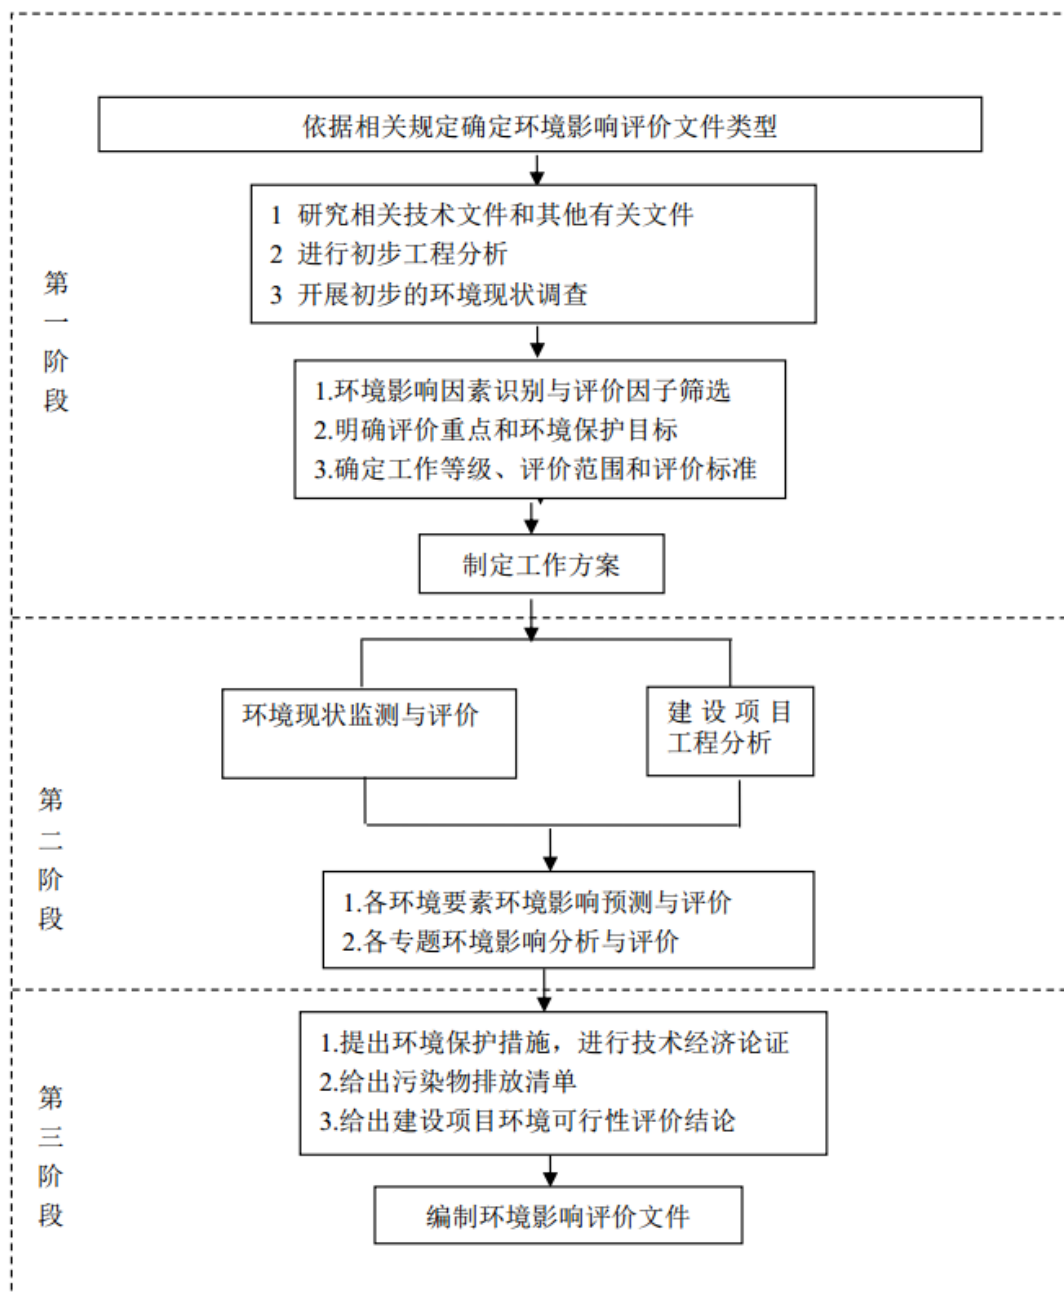 依据相关规定确定环境影响评价文件类型
1 研究相关技术文件和其他有关文件
2 进行初步工程分析
3 开展初步的环境现状调查
第一阶段
1.环境影响因素识别与评价因子筛选
2.明确评价重点和环境保护目标
3.确定工作等级、评价范围和评价标准
制定工作方案
环境现状监测与评价
建设项目
工程分析
第二阶段
1.各环境要素环境影响预测与评价
2.各专题环境影响分析与评价
1.提出环境保护措施，进行技术经济论证
2.给出污染物排放清单
3.给出建设项目环境可行性评价结论
第三阶段
编制环境影响评价文件